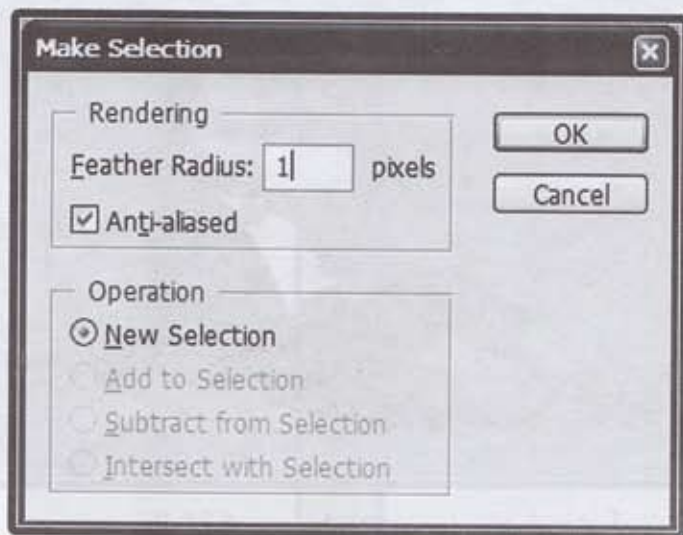 Make Selection
Rendering
Feather Radius: 1 pixels
Anti-aliased
OK
Cancel
Operation
New Selection
Add to Selection
Subtract from Selection
Intersect with Selection